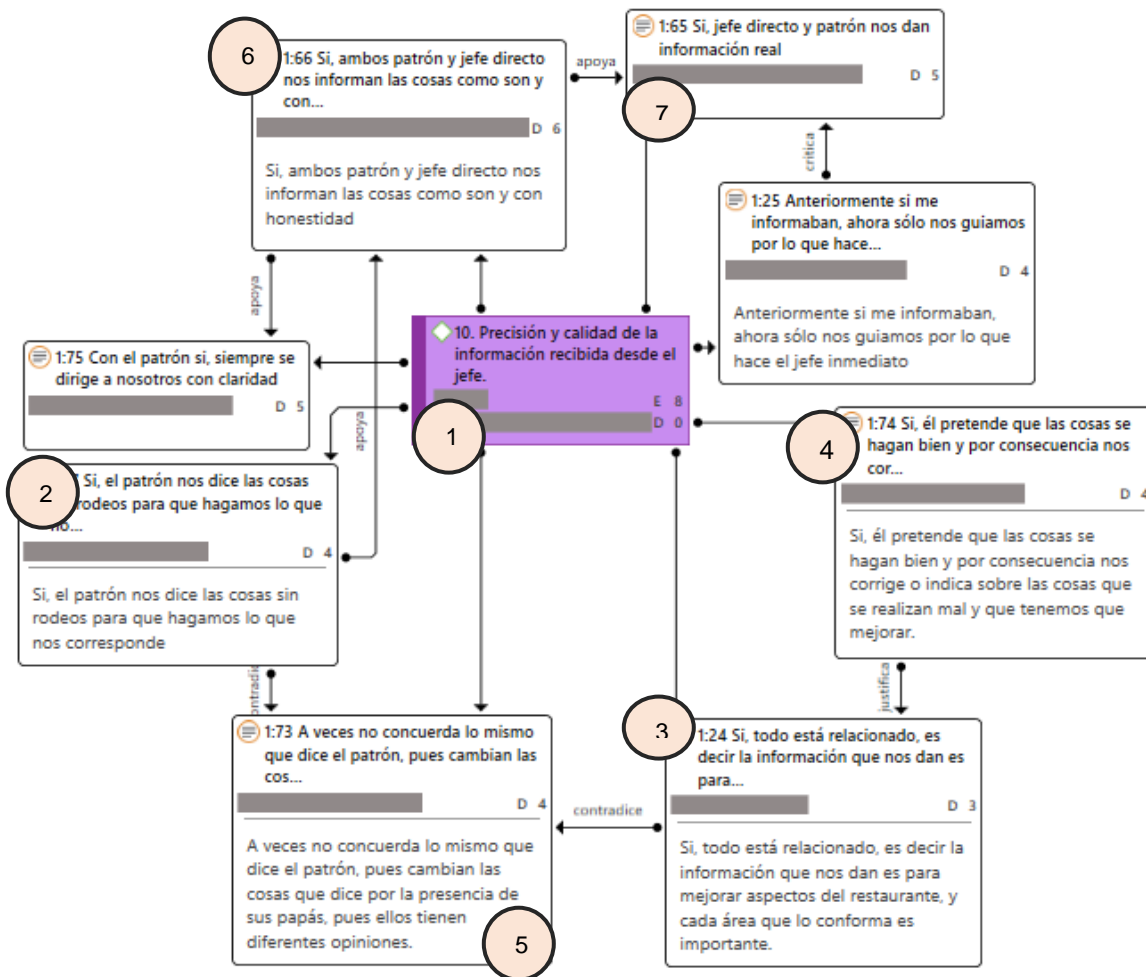 6
1:66 Si, ambos patrón y jefe directo
nos informan las cosas como son y
con...
D 6
Si, ambos patrón y jefe directo nos
informan las cosas como son y con
honestidad
apoya
1:65 Si, jefe directo y patrón nos dan
información real
D 5
7
critica
1:25 Anteriormente si me
informaban, ahora sólo nos guiamos
por lo que hace...
D 4
Anteriormente si me informaban,
ahora sólo nos guiamos por lo que
hace el jefe inmediato
apoya
1:75 Con el patrón si, siempre se
dirige a nosotros con claridad
D 5
10. Precisión y calidad de la
información recibida desde el
jefe.
E 8
D 0
1
apoya
2
Si, el patrón nos dice las cosas
rodeos para que hagamos lo que
no...
D 4
Si, el patrón nos dice las cosas sin
rodeos para que hagamos lo que
nos corresponde
4
1:74 Si, él pretende que las cosas se
hagan bien y por consecuencia nos
cor...
D 4
Si, él pretende que las cosas se
hagan bien y por consecuencia nos
corrige o indica sobre las cosas que
se realizan mal y que tenemos que
mejorar.
justifica
1:73 A veces no concuerda lo mismo
que dice el patrón, pues cambian las
cos...
D 4
A veces no concuerda lo mismo que
dice el patrón, pues cambian las
cosas que dice por la presencia de
sus papás, pues ellos tienen
diferentes opiniones.
5
contradice
3
1:24 Si, todo está relacionado, es
decir la información que nos dan es
para...
D 3
Si, todo está relacionado, es decir la
información que nos dan es para
mejorar aspectos del restaurante, y
cada área que lo conforma es
importante.